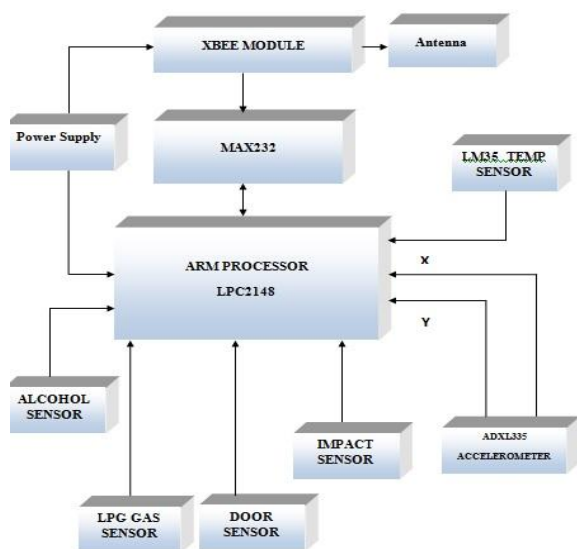 XBEE MODULE
Antenna
Power Supply
MAX232
LM35 TEMP
SENSOR
ARM PROCESSOR
LPC2148
X
Y
ALCOHOL
SENSOR
IMPACT
SENSOR
ADXL335
ACCELEROMETER
LPG GAS
SENSOR
DOOR
SENSOR